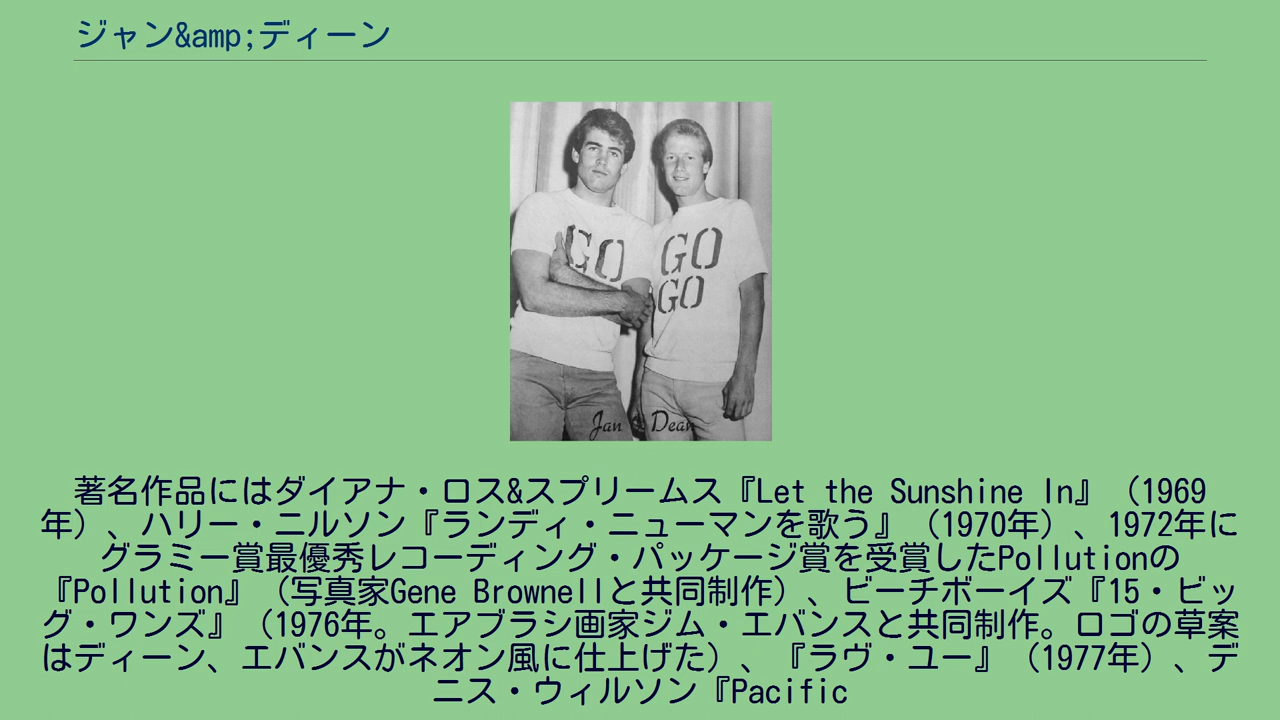 ジャン&amp;ディーン
GO GO
GO
Jan & Dean
著名作品にはダイアナ・ロス&スプリームス『Let the Sunshine In』（1969
年）、ハリー・ニルソン『ランディ・ニューマンを歌う』（1970年）、1972年に
グラミー賞最優秀レコーディング・パッケージ賞を受賞したPollutionの
『Pollution』（写真家Gene Brownellと共同制作）、ビーチボーイズ『15・ビッ
グ・ワンズ』（1976年。エアブラシ画家ジム・エバンスと共同制作。ロゴの草案
はディーン、エバンスがネオン風に仕上げた）、『ラヴ・ユー』（1977年）、デ
ニス・ウィルソン『Pacific